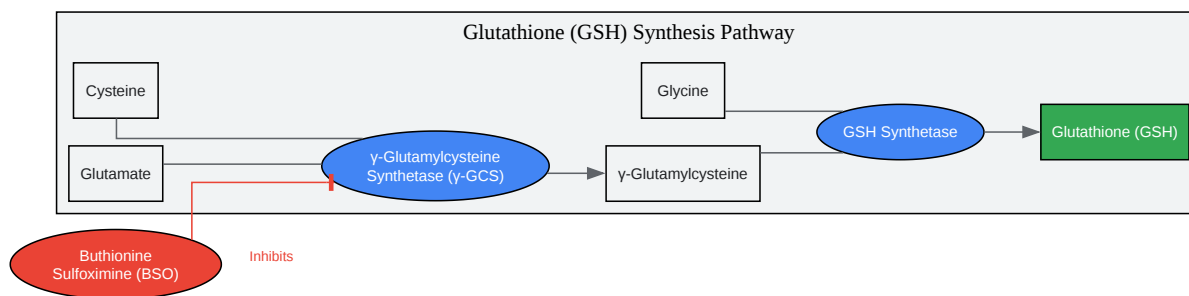 Glutathione (GSH) Synthesis Pathway
Cysteine
Glycine
GSH Synthetase
Glutathione (GSH)
Glutamate
γ-Glutamylcysteine
Synthetase (γ-GCS)
γ-Glutamylcysteine
Buthionine
Sulfoximine (BSO)
Inhibits